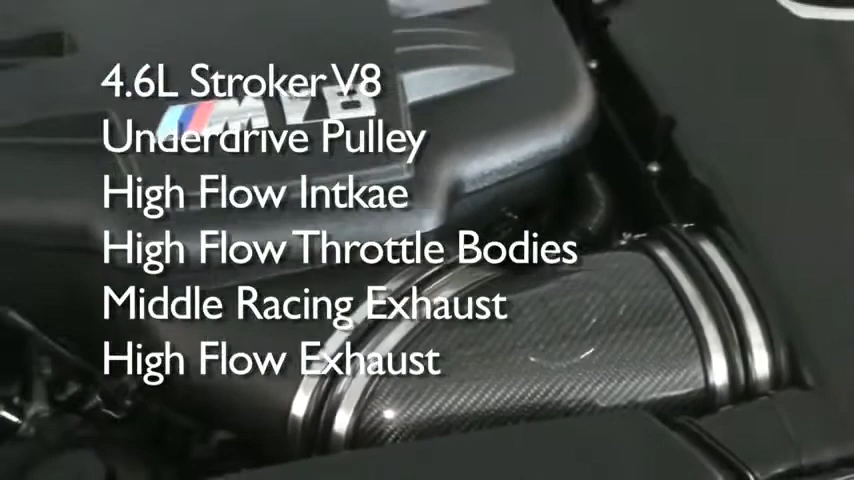 4.6L Stroker V8
M V8
Underdrive Pulley
High Flow Intkae
High Flow Throttle Bodies
Middle Racing Exhaust
High Flow Exhaust